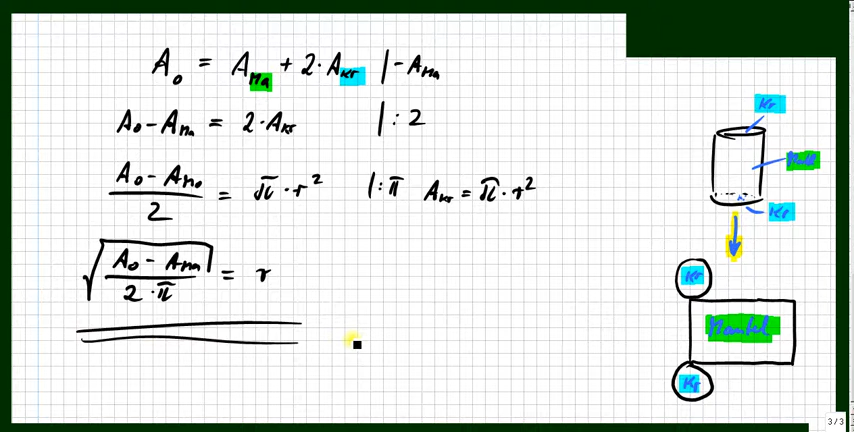 A₀ = A_Ma + 2·A_Kr |-A_Ma
A₀-A_Ma = 2·A_Kr |:2
(A₀-A_Ma)/2 = π·r² |:π A_Kr = π·r²
√((A₀-A_Ma)/(2·π)) = r
Kr
Kr
Kr
Mantel
Kr
3/3